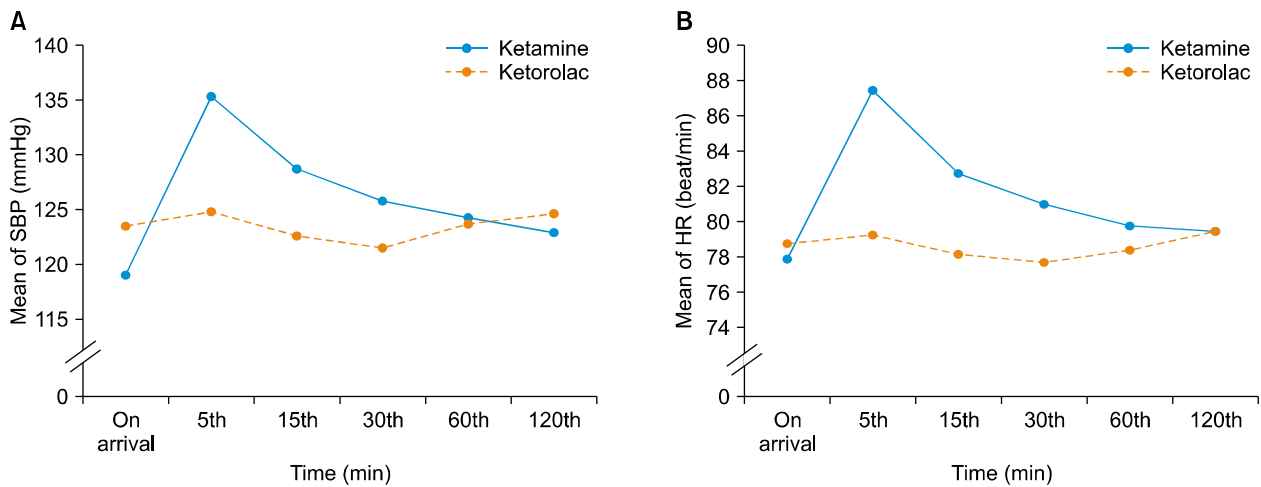 A
Mean of SBP (mmHg)
140
135
130
125
120
115
0
Ketamine
Ketorolac
On arrival
5th
15th
30th
60th
120th
Time (min)
B
Mean of HR (beat/min)
90
88
86
84
82
80
78
76
74
0
Ketamine
Ketorolac
On arrival
5th
15th
30th
60th
120th
Time (min)